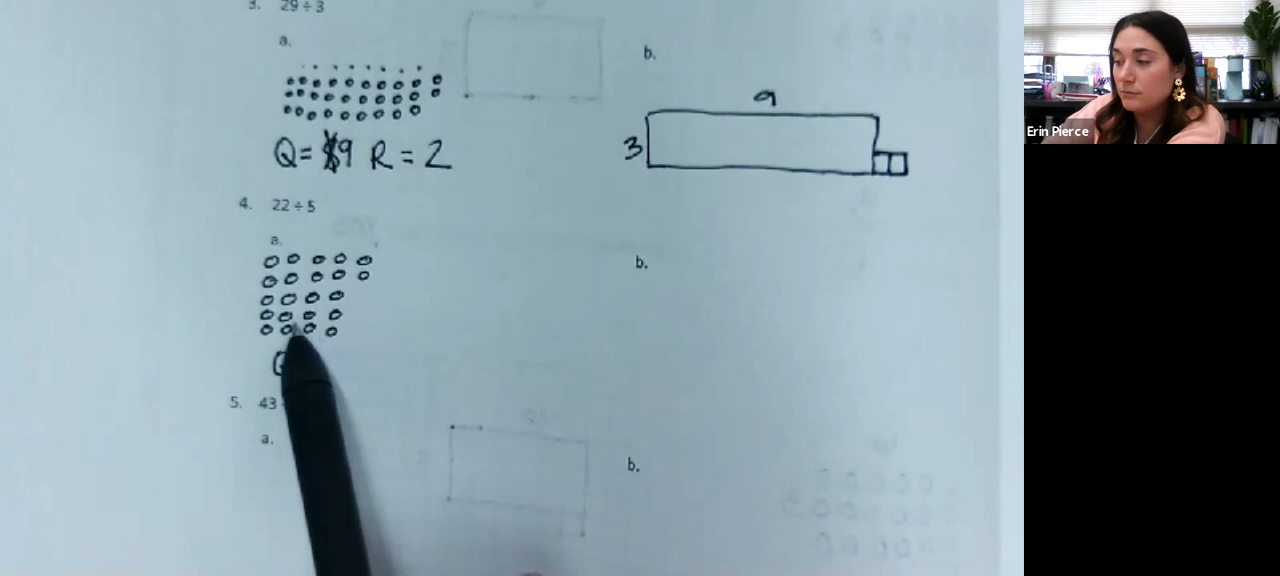 3. 29÷3
a.
b.
9
3
Q= 9 R = 2
4. 22÷5
a.
b.
Q
5. 43
a.
b.
Erin Pierce